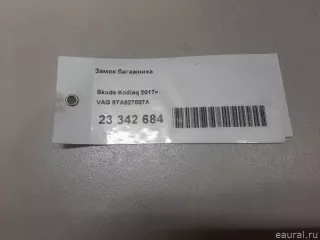 Замок багажника
Skoda Kodiaq 2017>
VAG 5TA827887A
23 342 684
eaural.ru